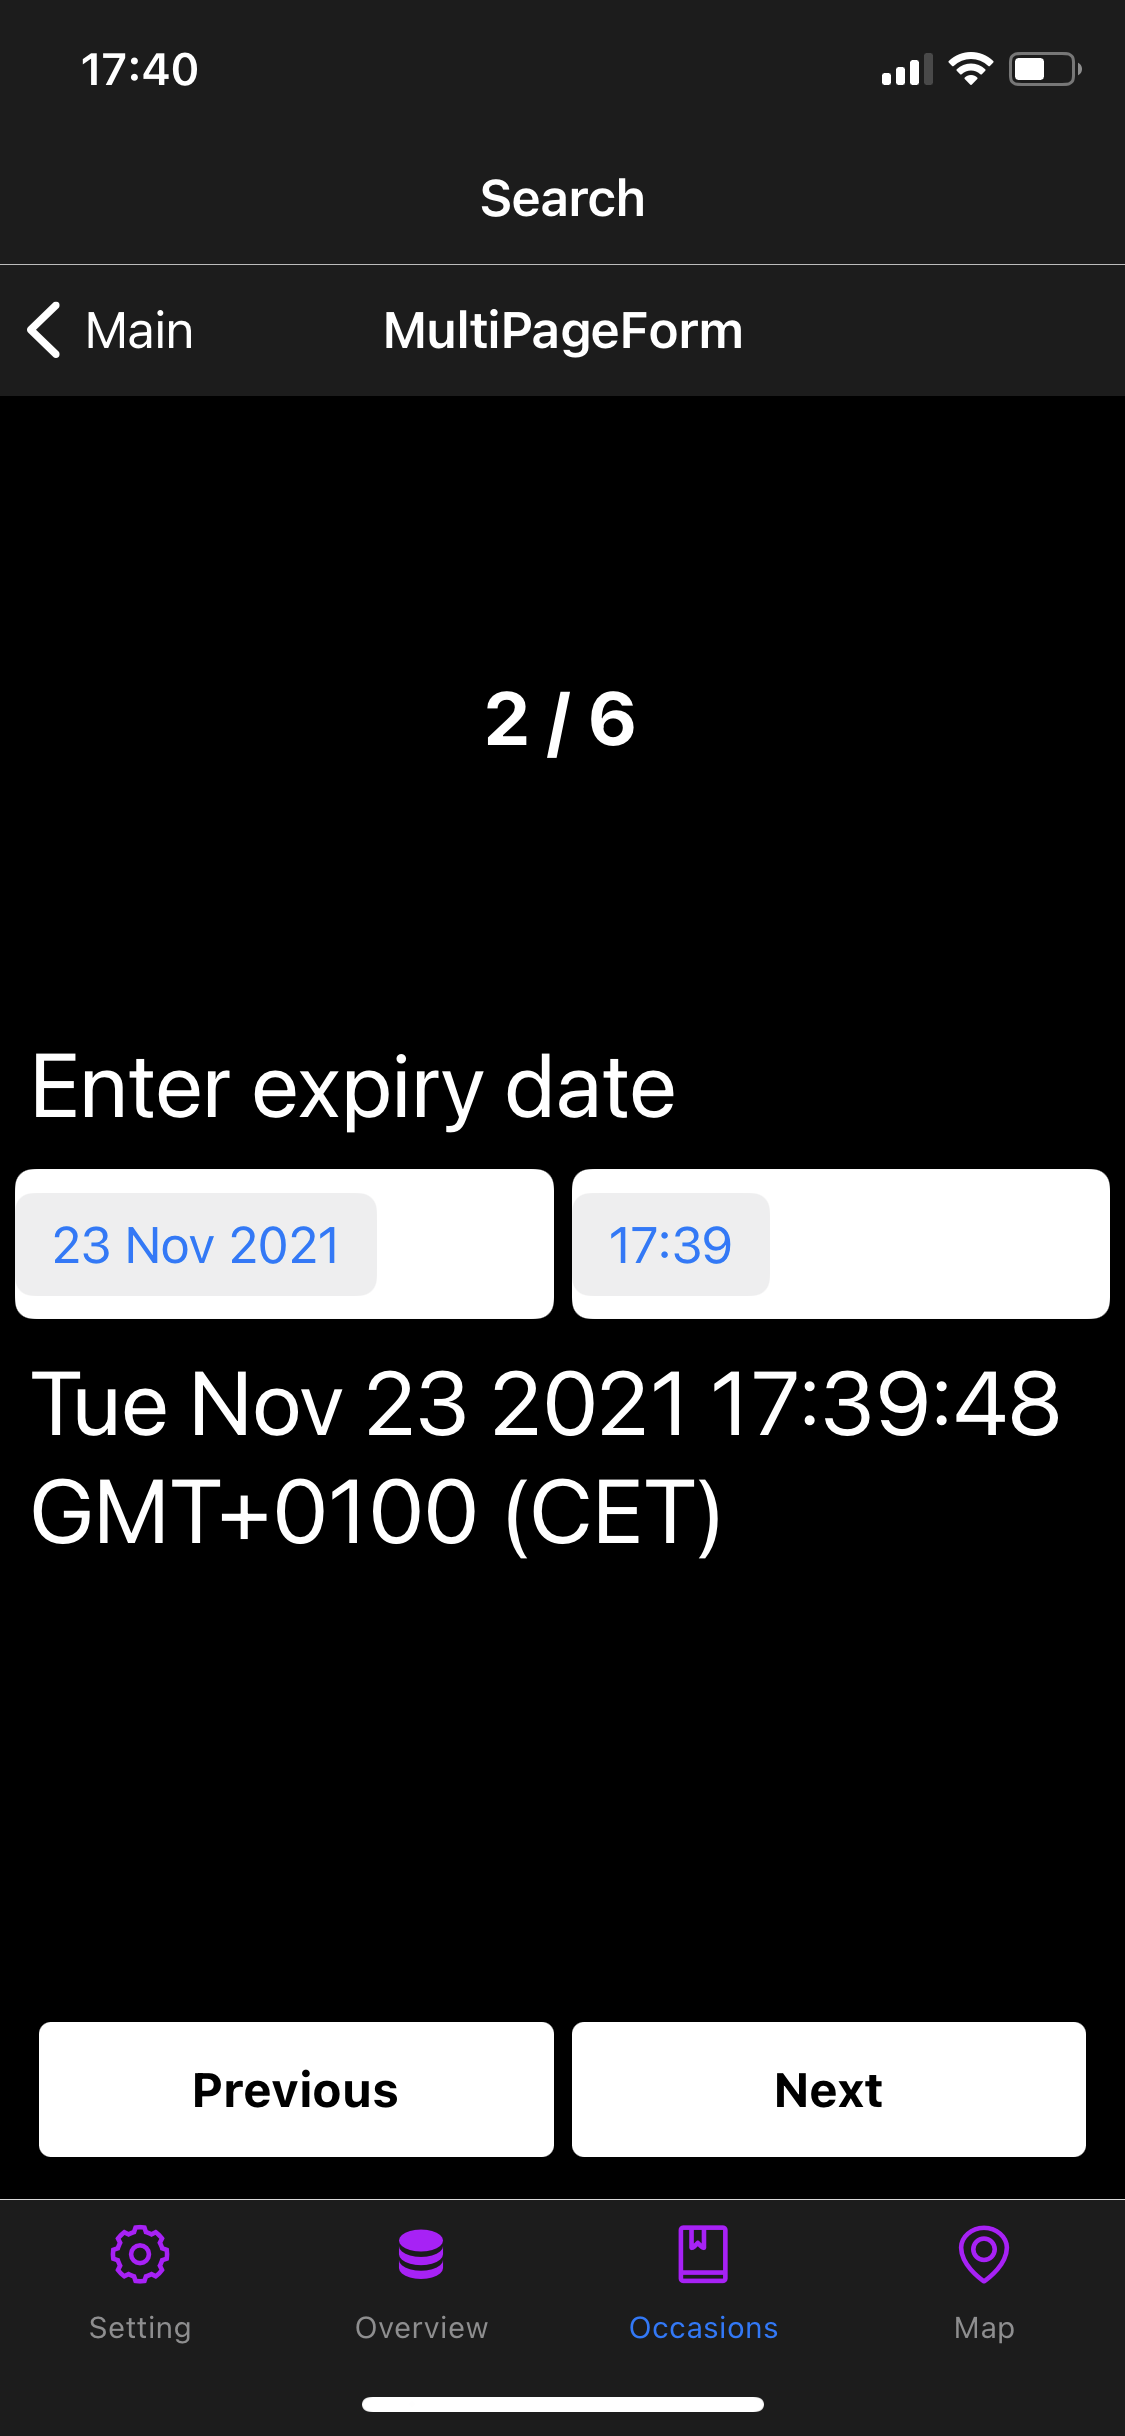 17:40
Search
Main MultiPageForm
2 / 6
Enter expiry date
23 Nov 2021 17:39
Tue Nov 23 2021 17:39:48
GMT+0100 (CET)
Previous Next
Setting Overview Occasions Map